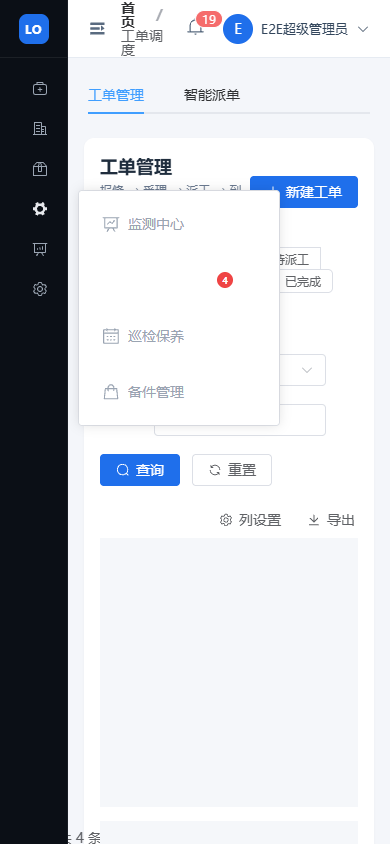 LO
首页 / 工单调度
19
E
E2E超级管理员
工单管理
智能派单
工单管理
新建工单
监测中心
派工
4
已完成
巡检保养
备件管理
查询
重置
列设置
导出
4 条